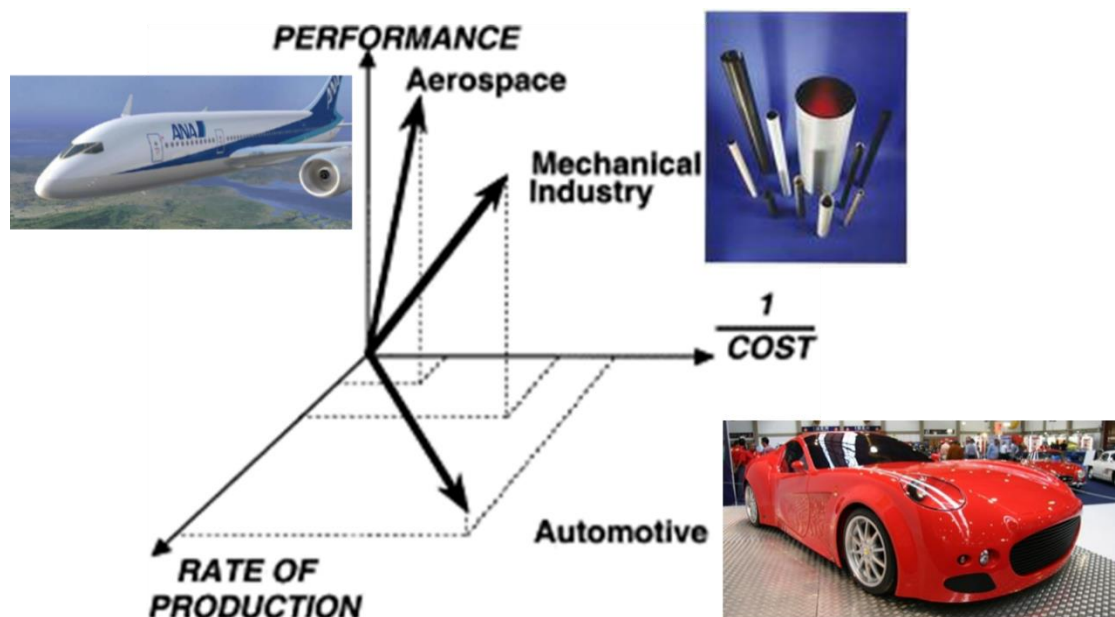 PERFORMANCE
Aerospace
ANA
Mechanical
Industry
1
COST
Automotive
RATE OF
PRODUCTION